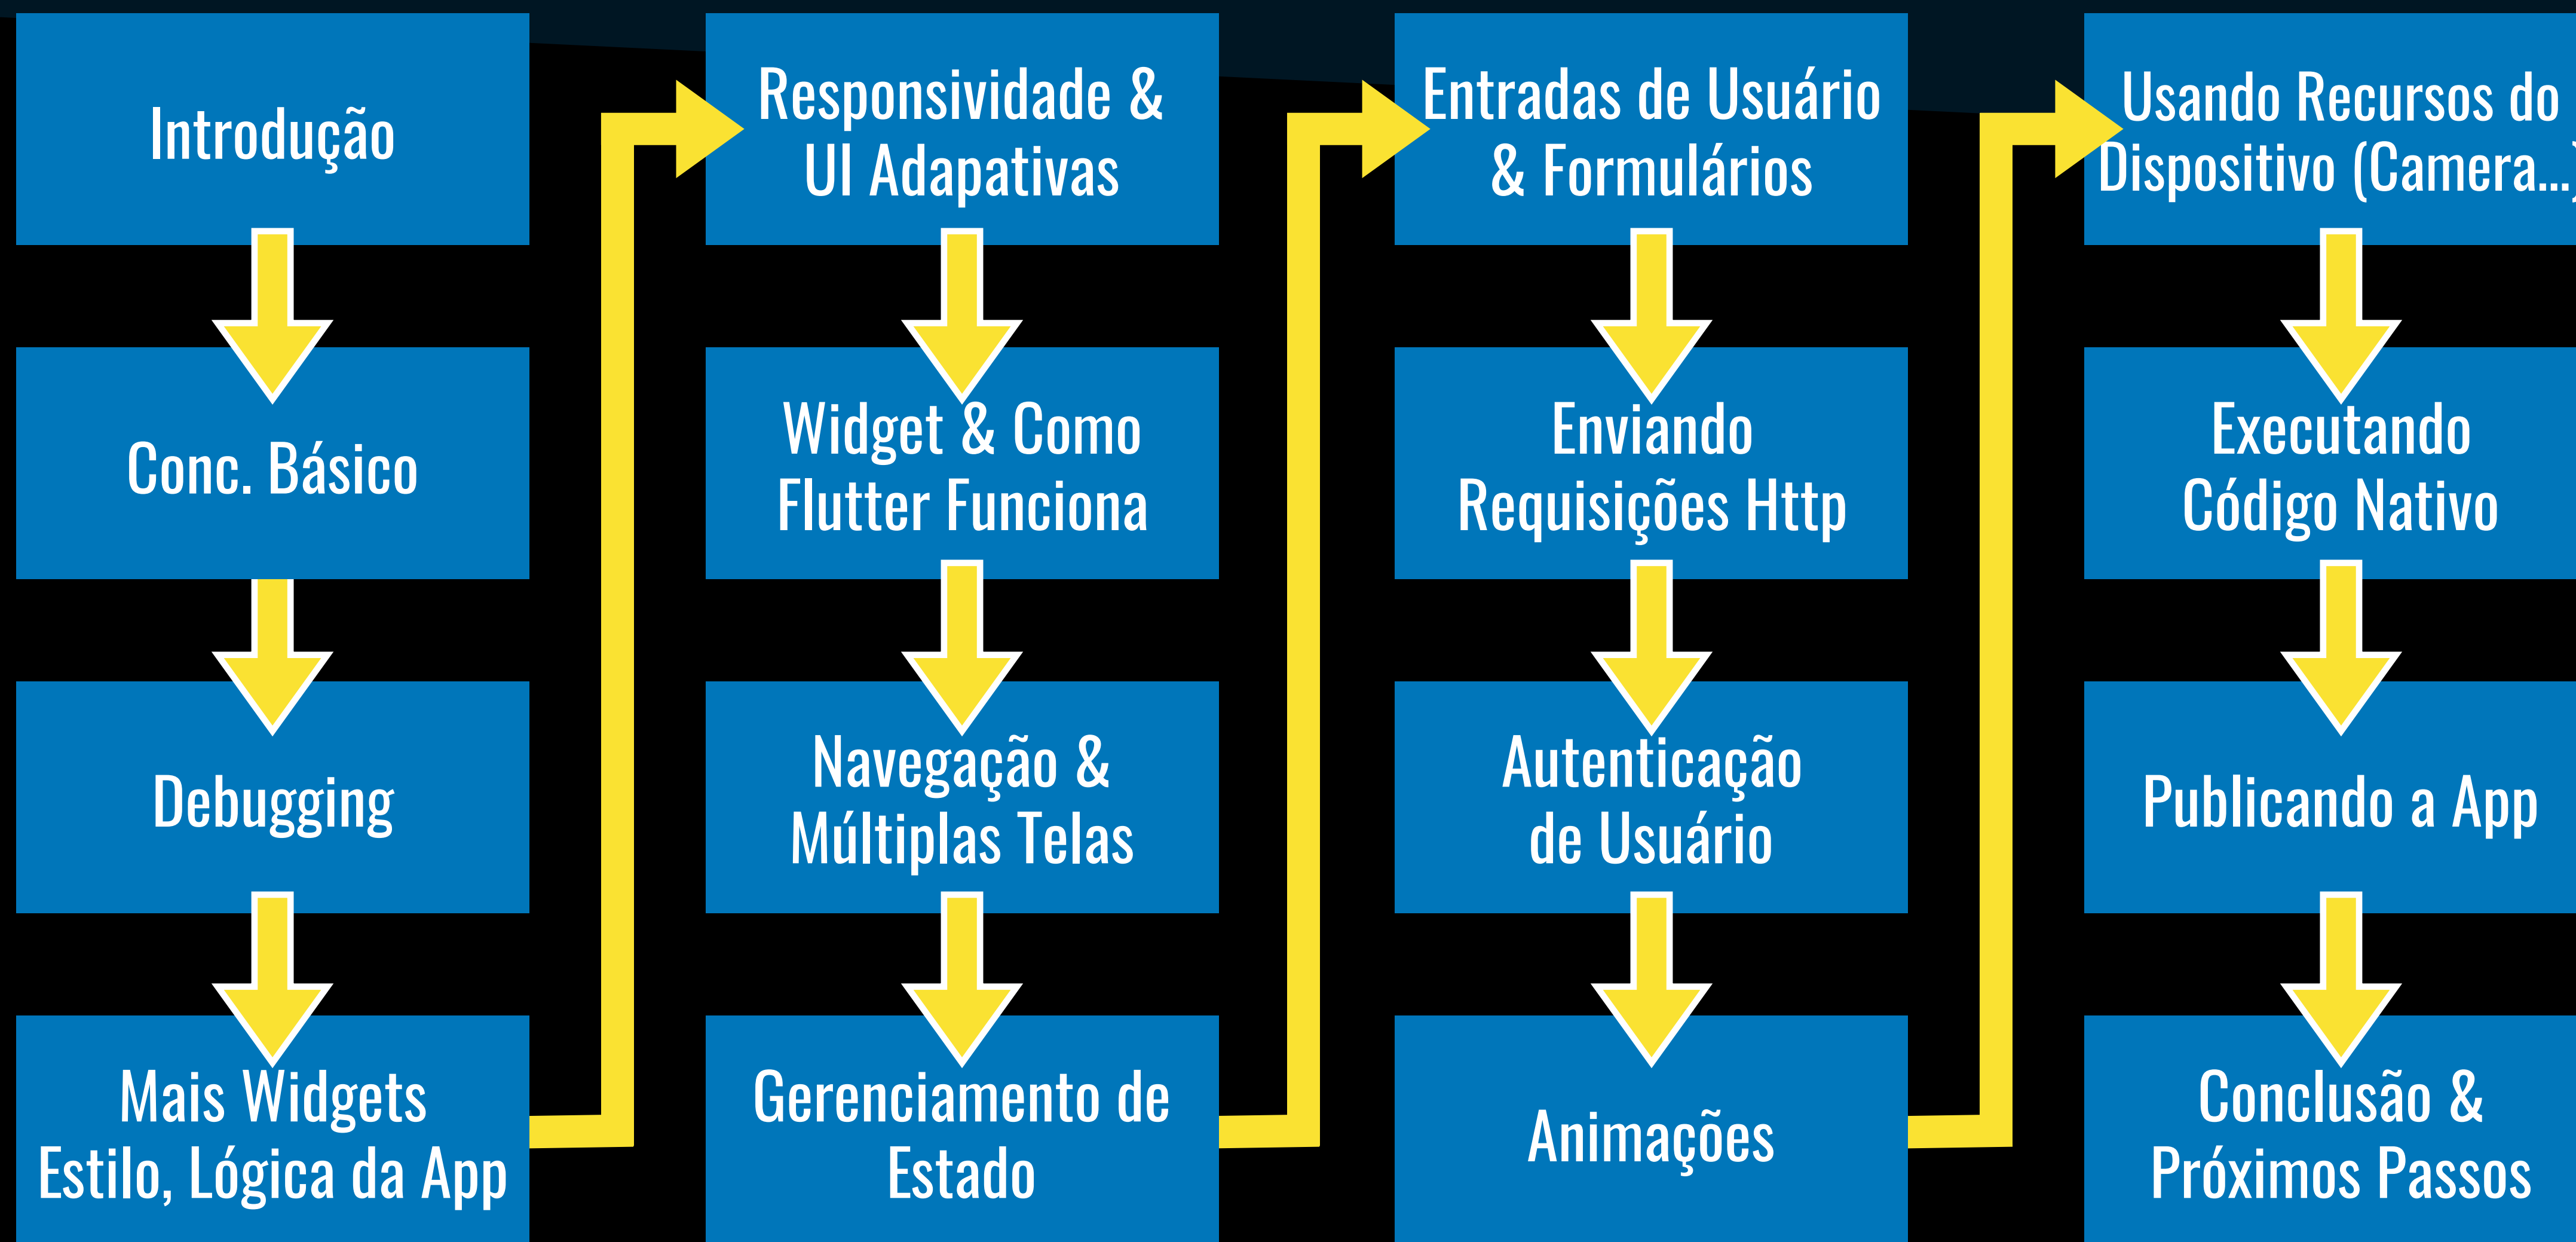 Introdução
Conc. Básico
Debugging
Mais Widgets
Estilo, Lógica da App
Responsividade &
UI Adapativas
Widget & Como
Flutter Funciona
Navegação &
Múltiplas Telas
Gerenciamento de
Estado
Entradas de Usuário
& Formulários
Enviando
Requisições Http
Autenticação
de Usuário
Animações
Usando Recursos do
Dispositivo (Camera...)
Executando
Código Nativo
Publicando a App
Conclusão &
Próximos Passos